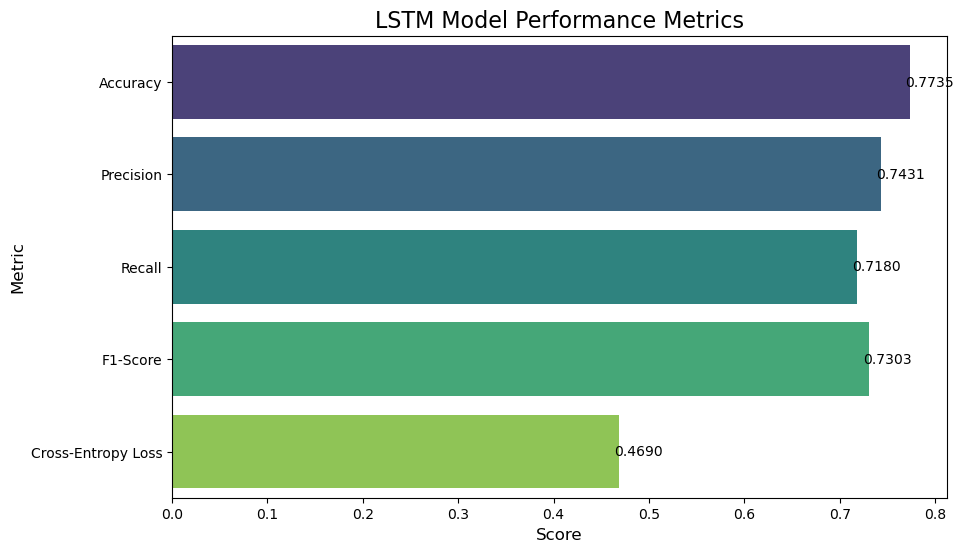 LSTM Model Performance Metrics
Accuracy
0.7735
Precision
0.7431
Recall
0.7180
F1-Score
0.7303
Cross-Entropy Loss
0.4690
Metric
0.0 0.1 0.2 0.3 0.4 0.5 0.6 0.7 0.8
Score